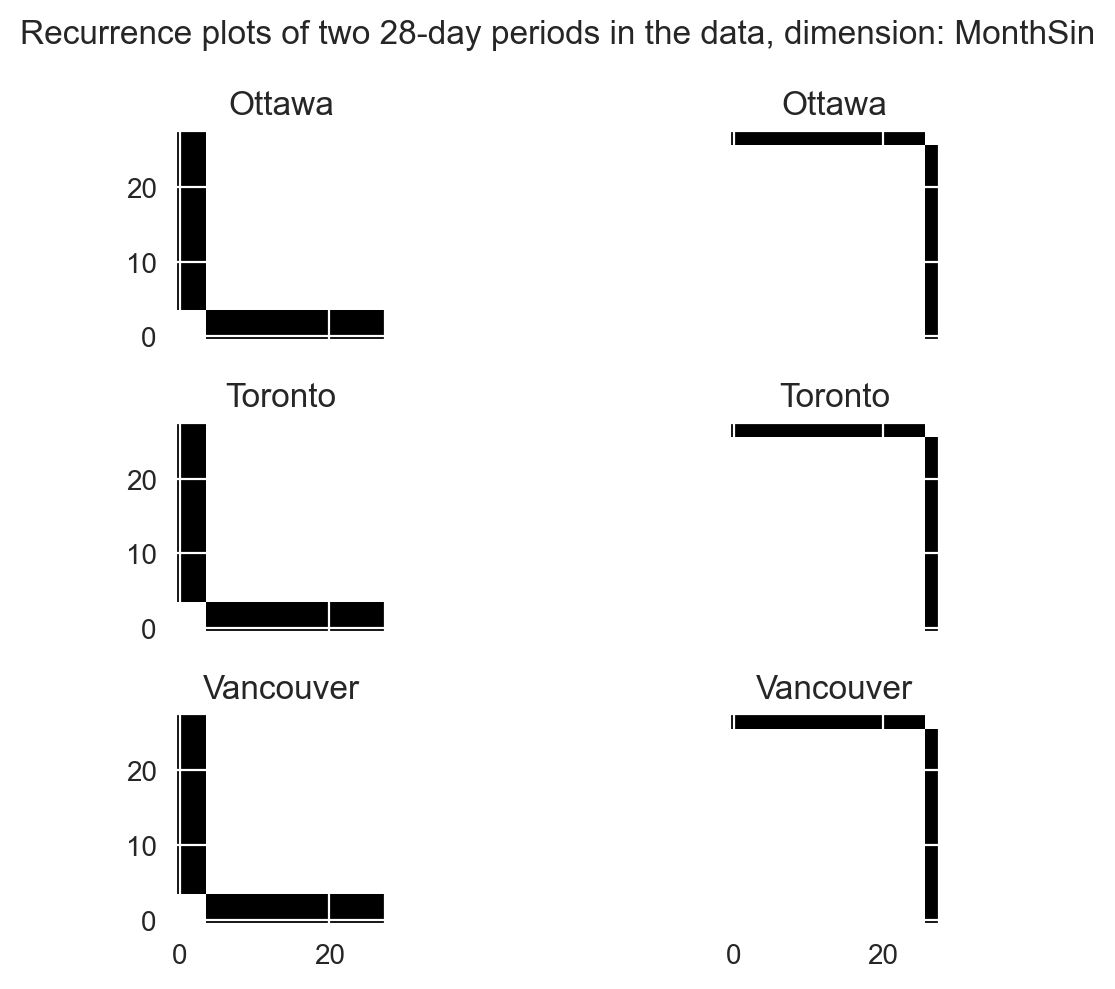 Recurrence plots of two 28-day periods in the data, dimension: MonthSin
Ottawa
Ottawa
20
10
0
Toronto
Toronto
20
10
0
Vancouver
Vancouver
20
10
0
0 20
0 20